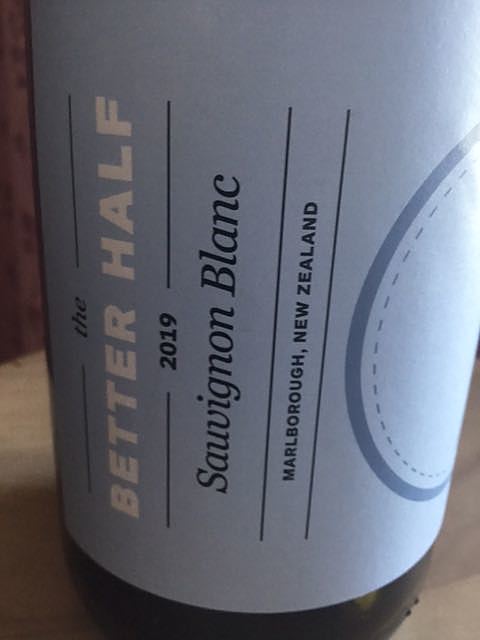 the
BETTER HALF
2019
Sauvignon Blanc
MARLBOROUGH, NEW ZEALAND